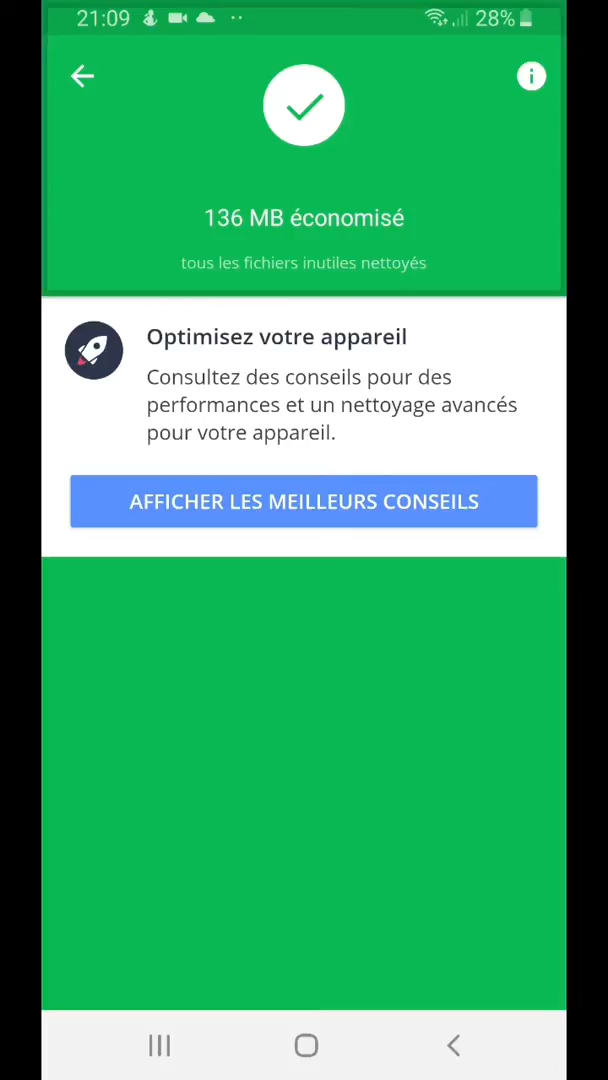 21:09 28%
136 MB économisé
tous les fichiers inutiles nettoyés
Optimisez votre appareil
Consultez des conseils pour des
performances et un nettoyage avancés
pour votre appareil.
AFFICHER LES MEILLEURS CONSEILS